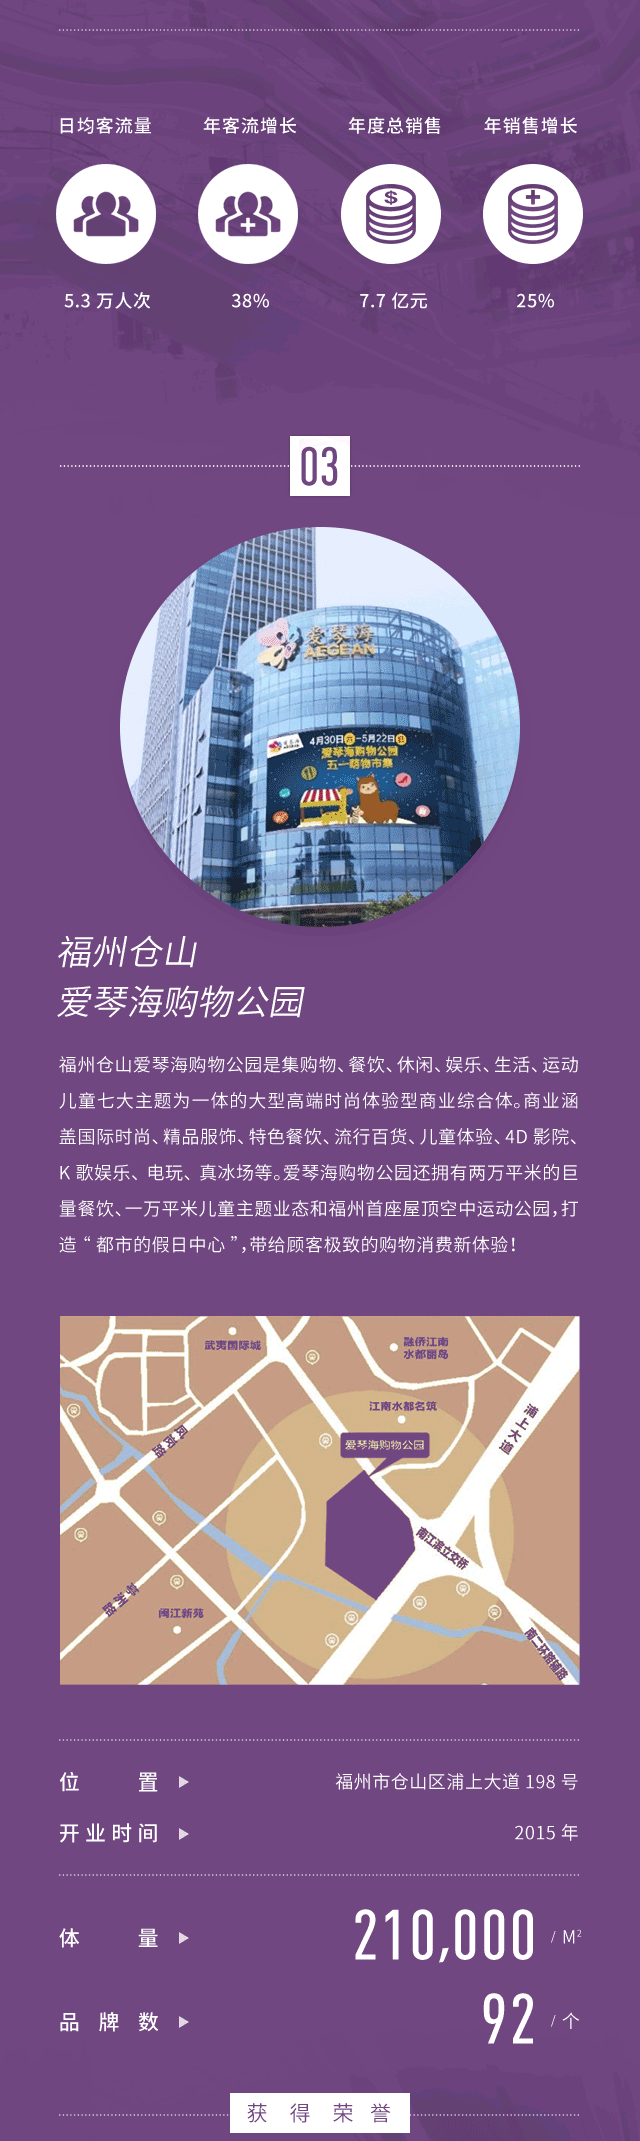 日均客流量 年客流增长 年度总销售 年销售增长
5.3 万人次 38% 7.7 亿元 25%
03
爱琴海
AEGEAN
爱琴海
4月30日 六 —5月22日 日
爱琴海购物公园
五一嗨物市集
福州仓山
爱琴海购物公园
福州仓山爱琴海购物公园是集购物、餐饮、休闲、娱乐、生活、运动
儿童七大主题为一体的大型高端时尚体验型商业综合体。商业涵
盖国际时尚、精品服饰、特色餐饮、流行百货、儿童体验、4D 影院、
K 歌娱乐、 电玩、 真冰场等。爱琴海购物公园还拥有两万平米的巨
量餐饮、一万平米儿童主题业态和福州首座屋顶空中运动公园，打
造 “ 都市的假日中心 ”，带给顾客极致的购物消费新体验！
武夷国际城
融侨江南
水都丽岛
江南水都名筑
浦上大道
爱琴海购物公园
南江滨立交桥
闽江新苑
南二环路辅路
位置 福州市仓山区浦上大道 198 号
开业时间 2015 年
体量 210,000 / M²
品牌数 92 / 个
获得荣誉